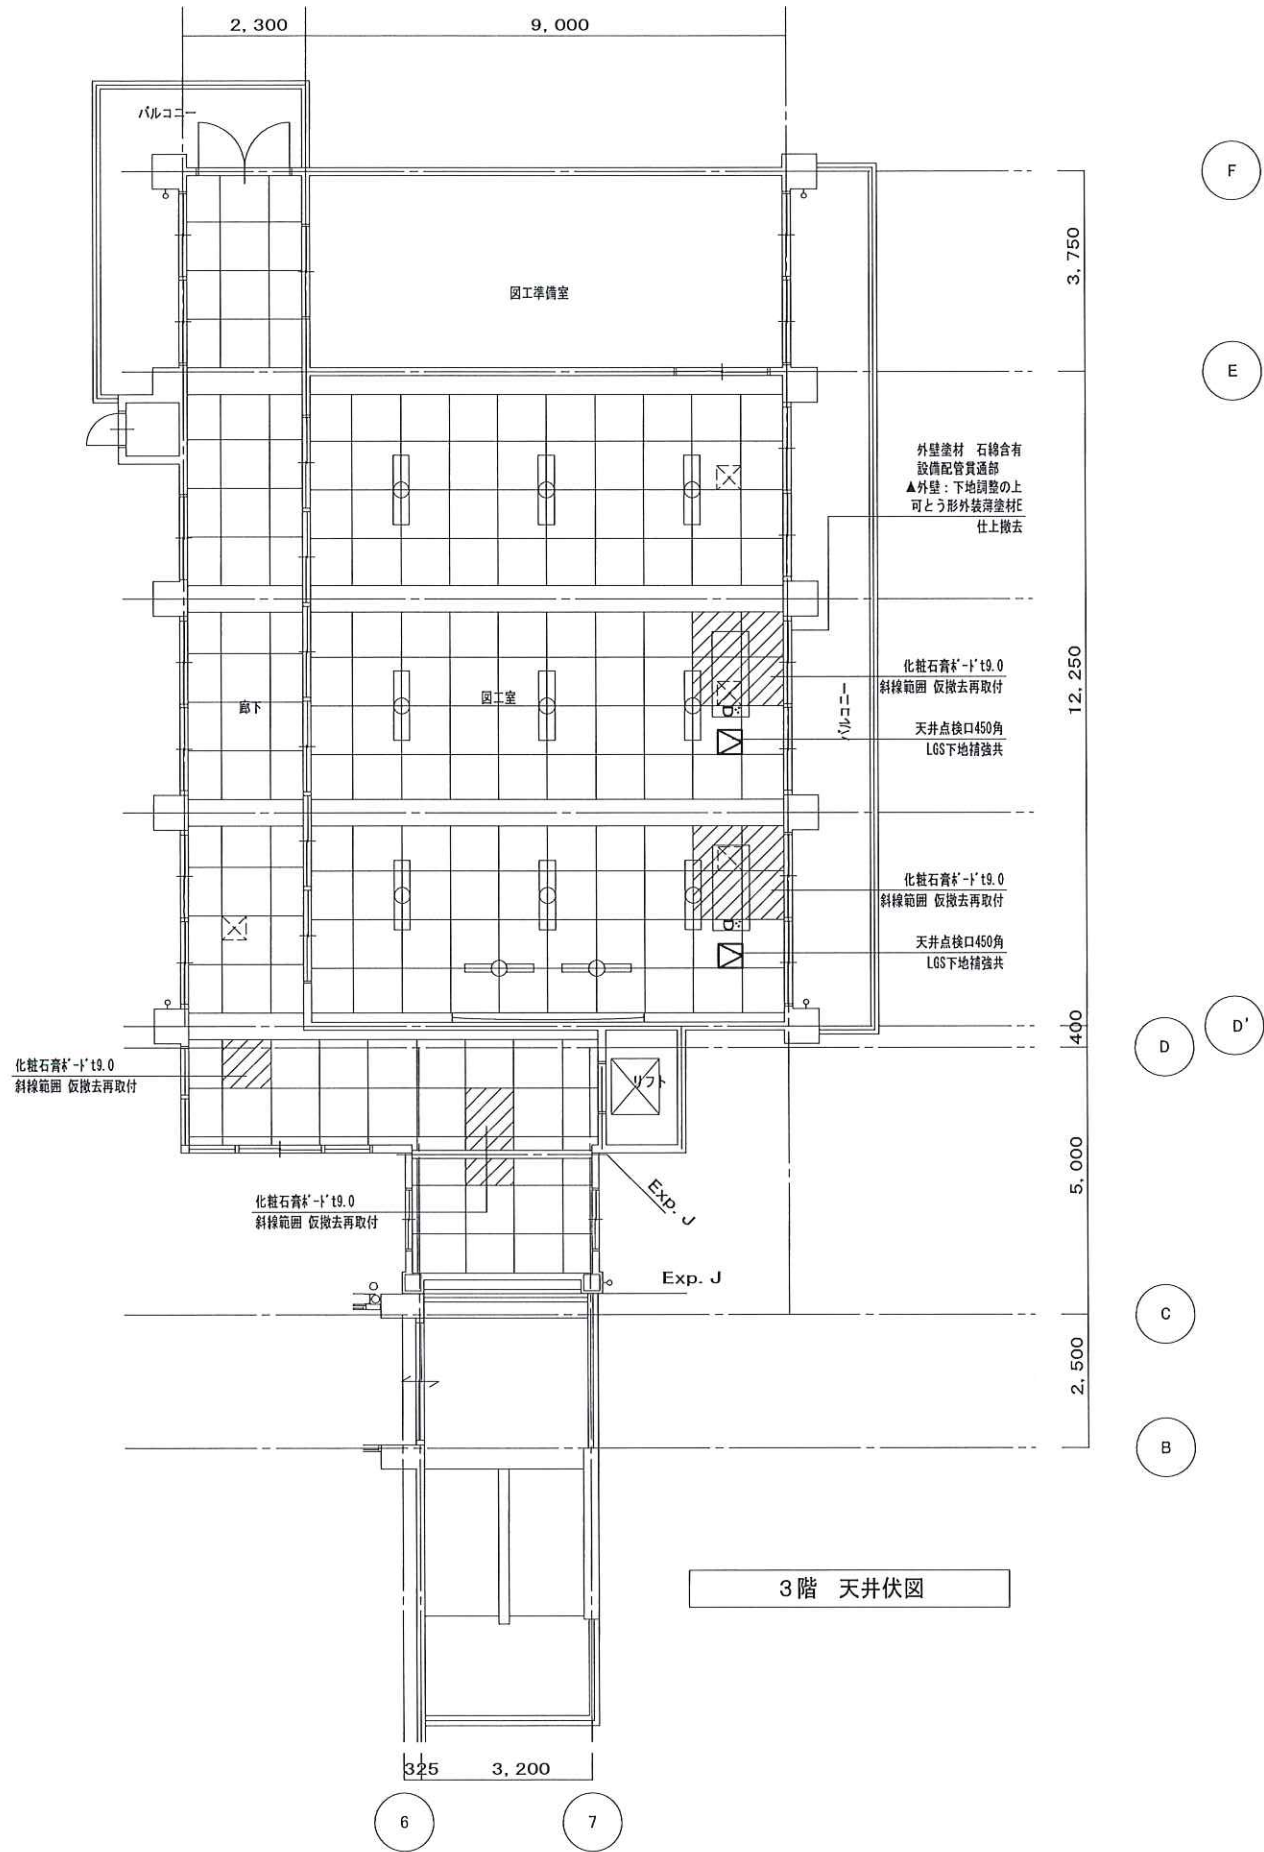 2,300
9,000
バルコニー
F
3,750
図工準備室
E
外壁塗材 石綿含有
設備配管貫通部
▲外壁：下地調整の上
可とう形外装薄塗材E
仕上撤去
12,250
化粧石膏ﾎﾞｰﾄﾞt9.0
斜線範囲 仮撤去再取付
廊下
図工室
バルコニー
天井点検口450角
LGS下地補強共
化粧石膏ﾎﾞｰﾄﾞt9.0
斜線範囲 仮撤去再取付
天井点検口450角
LGS下地補強共
400
D'
D
化粧石膏ﾎﾞｰﾄﾞt9.0
斜線範囲 仮撤去再取付
リフト
5,000
化粧石膏ﾎﾞｰﾄﾞt9.0
斜線範囲 仮撤去再取付
Exp. J
Exp. J
C
2,500
B
3階 天井伏図
325
3,200
6
7